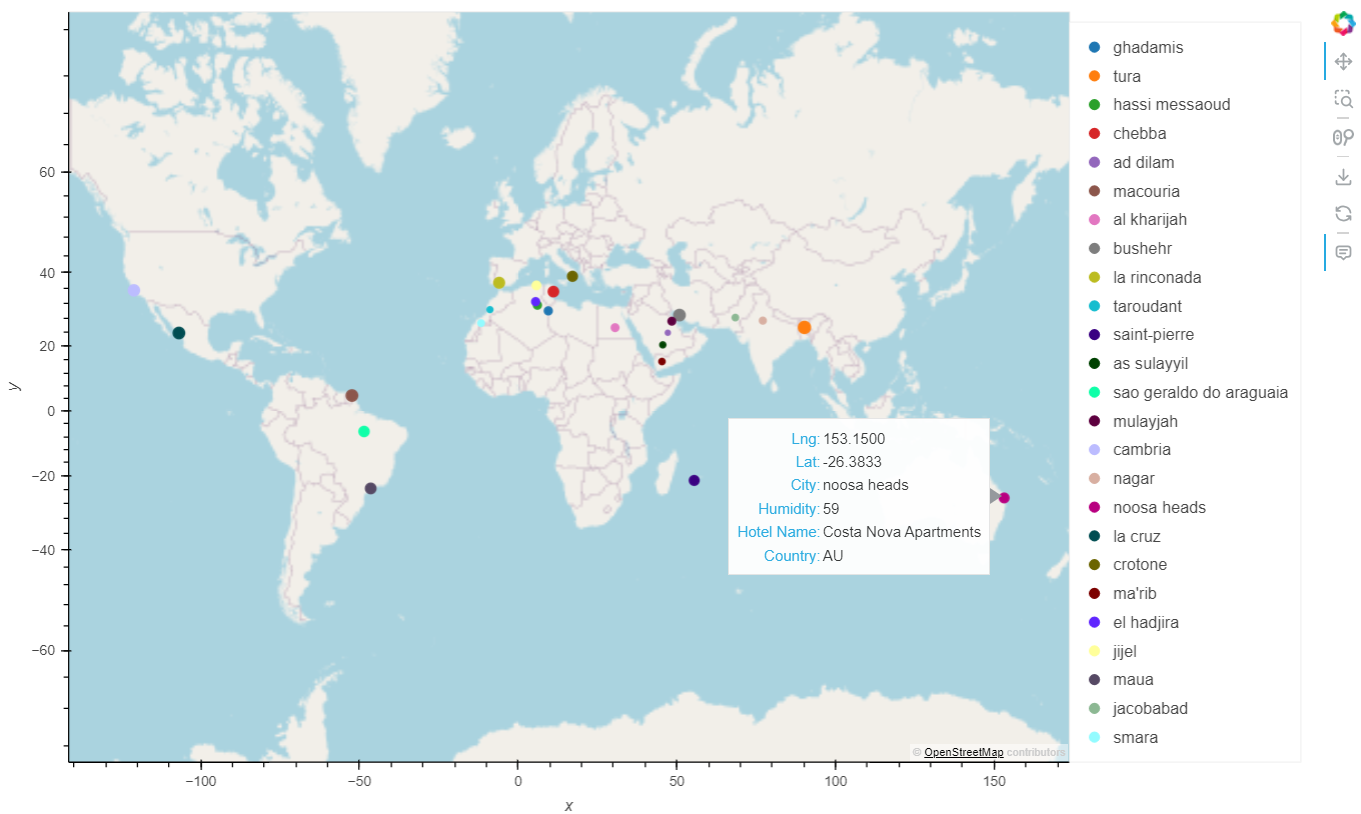 ghadamis
tura
hassi messaoud
chebba
ad dilam
macouria
al kharijah
bushehr
la rinconada
taroudant
saint-pierre
as sulayyil
sao geraldo do araguaia
mulayjah
cambria
nagar
noosa heads
la cruz
crotone
ma'rib
el hadjira
jijel
maua
jacobabad
smara
60
40
20
0
−20
−40
−60
y
Lng: 153.1500
Lat: -26.3833
City: noosa heads
Humidity: 59
Hotel Name: Costa Nova Apartments
Country: AU
© OpenStreetMap contributors
−100
−50
0
50
100
150
x